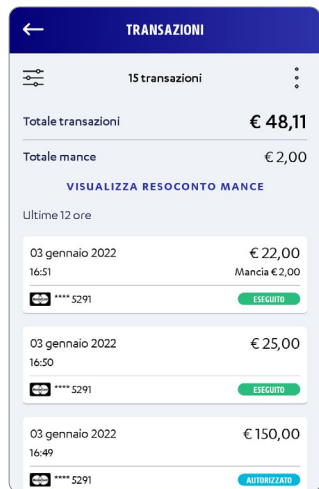 TRANSAZIONI
15 transazioni
Totale transazioni € 48,11
Totale mance € 2,00
VISUALIZZA RESOCONTO MANCE
Ultime 12 ore
03 gennaio 2022 € 22,00
16:51 Mancia € 2,00
**** 5291 ESEGUITO
03 gennaio 2022 € 25,00
16:50
**** 5291 ESEGUITO
03 gennaio 2022 € 150,00
16:49
**** 5291 AUTORIZZATO